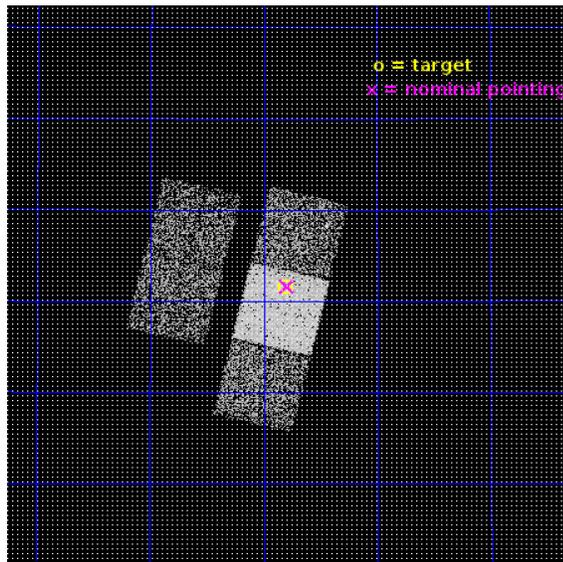 o = target
x = nominal pointing